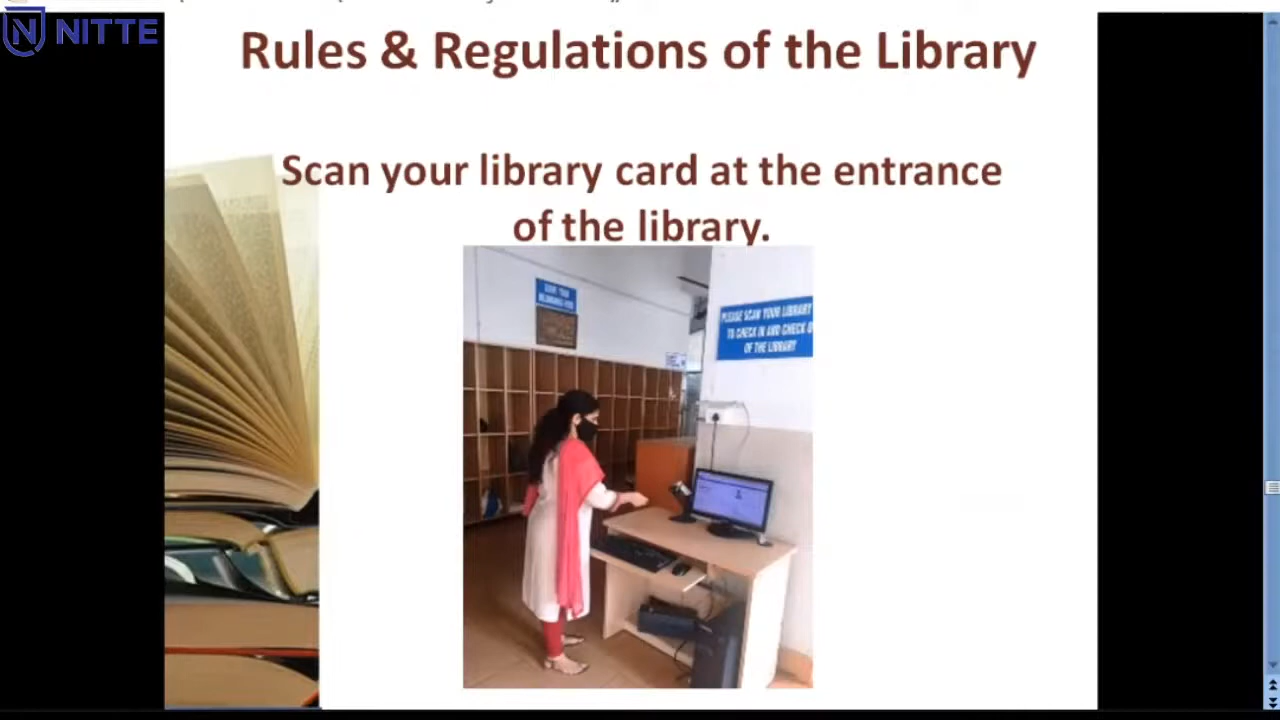 NITTE
Rules & Regulations of the Library
Scan your library card at the entrance
of the library.
PLEASE SCAN YOUR LIBRARY
TO CHECK IN AND CHECK
OF THE LIBRARY